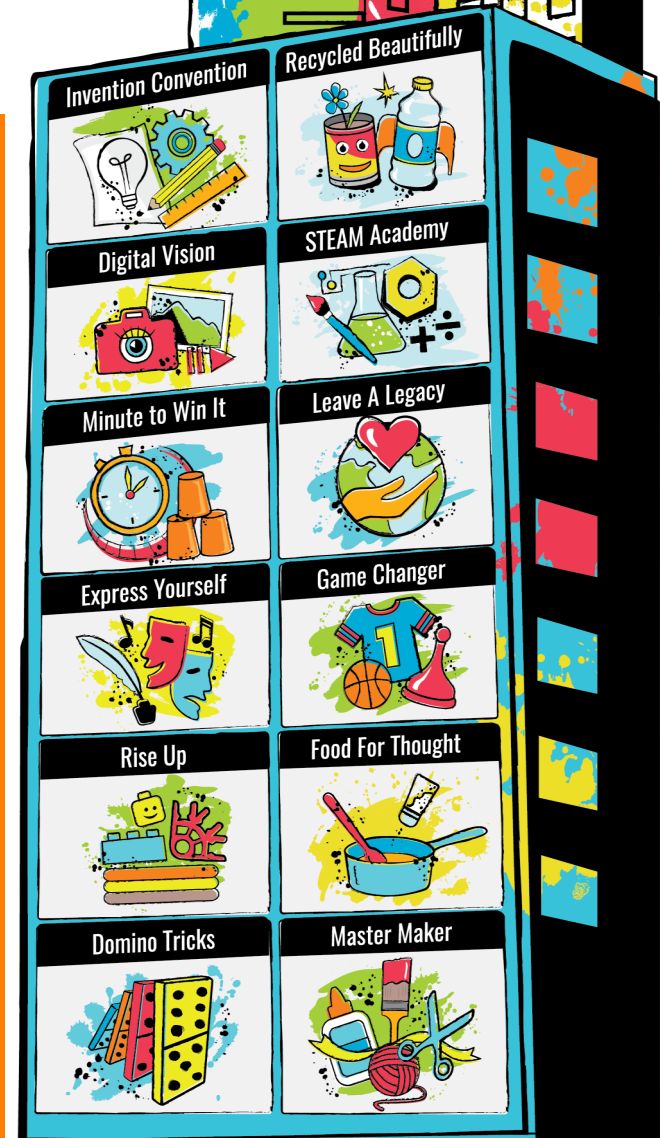 Invention Convention
Recycled Beautifully
Digital Vision
STEAM Academy
Minute to Win It
Leave A Legacy
Express Yourself
Game Changer
1
Rise Up
Food For Thought
Domino Tricks
Master Maker